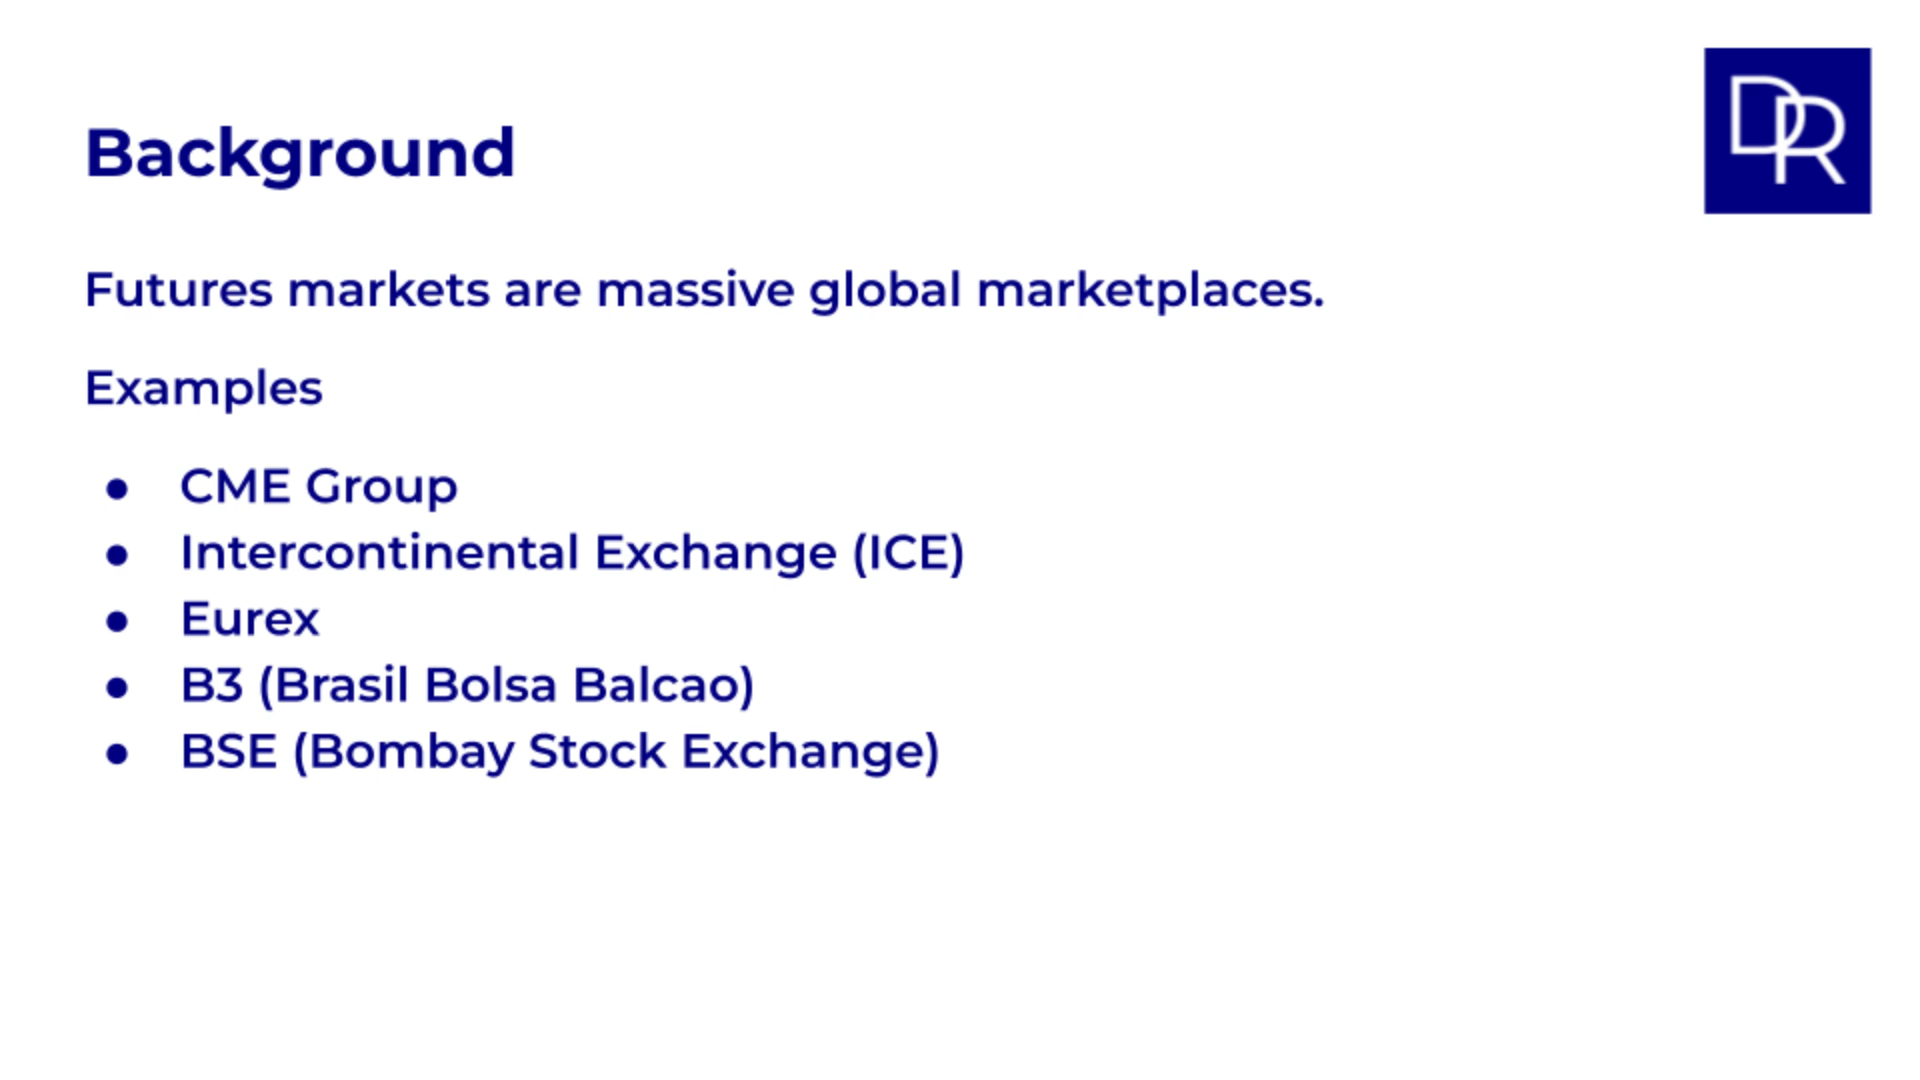 DR
Background
Futures markets are massive global marketplaces.
Examples
● CME Group
● Intercontinental Exchange (ICE)
● Eurex
● B3 (Brasil Bolsa Balcao)
● BSE (Bombay Stock Exchange)